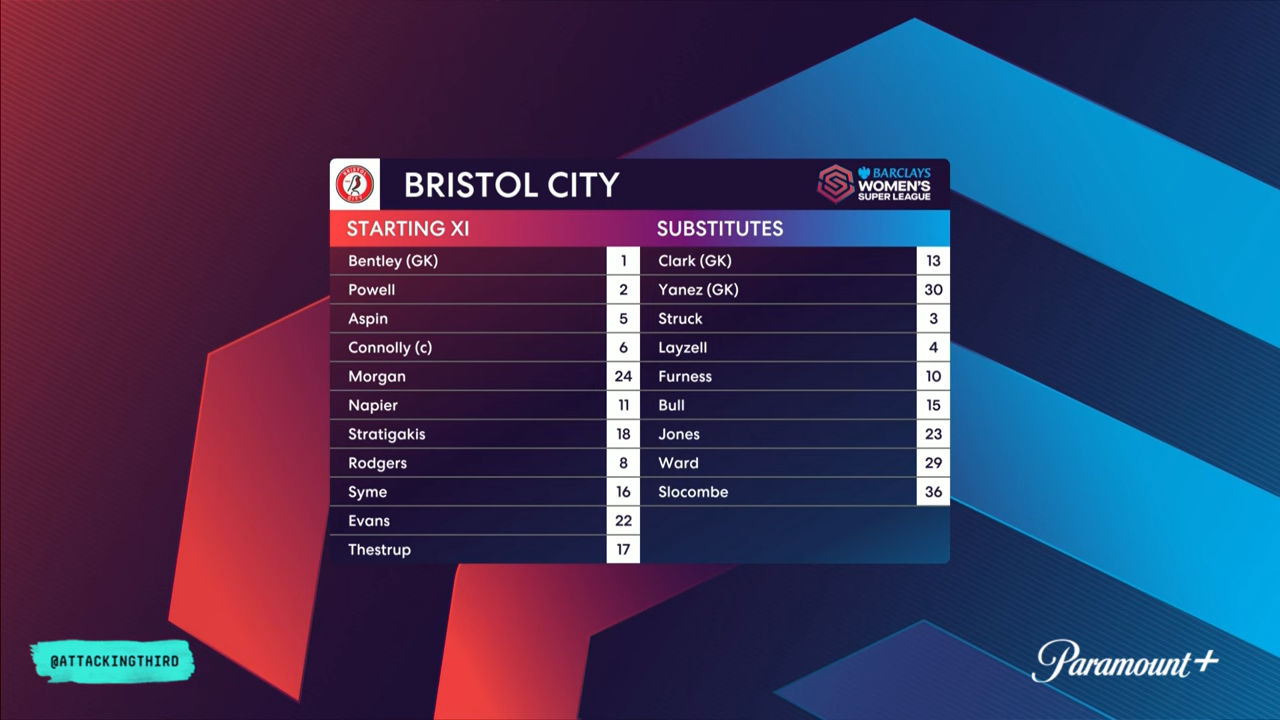 BRISTOL CITY
BRISTOL
CITY
BARCLAYS
WOMEN'S
SUPER LEAGUE
STARTING XI
Bentley (GK) 1
Powell 2
Aspin 5
Connolly (c) 6
Morgan 24
Napier 11
Stratigakis 18
Rodgers 8
Syme 16
Evans 22
Thestrup 17
SUBSTITUTES
Clark (GK) 13
Yanez (GK) 30
Struck 3
Layzell 4
Furness 10
Bull 15
Jones 23
Ward 29
Slocombe 36
@ATTACKINGTHIRD
Paramount+